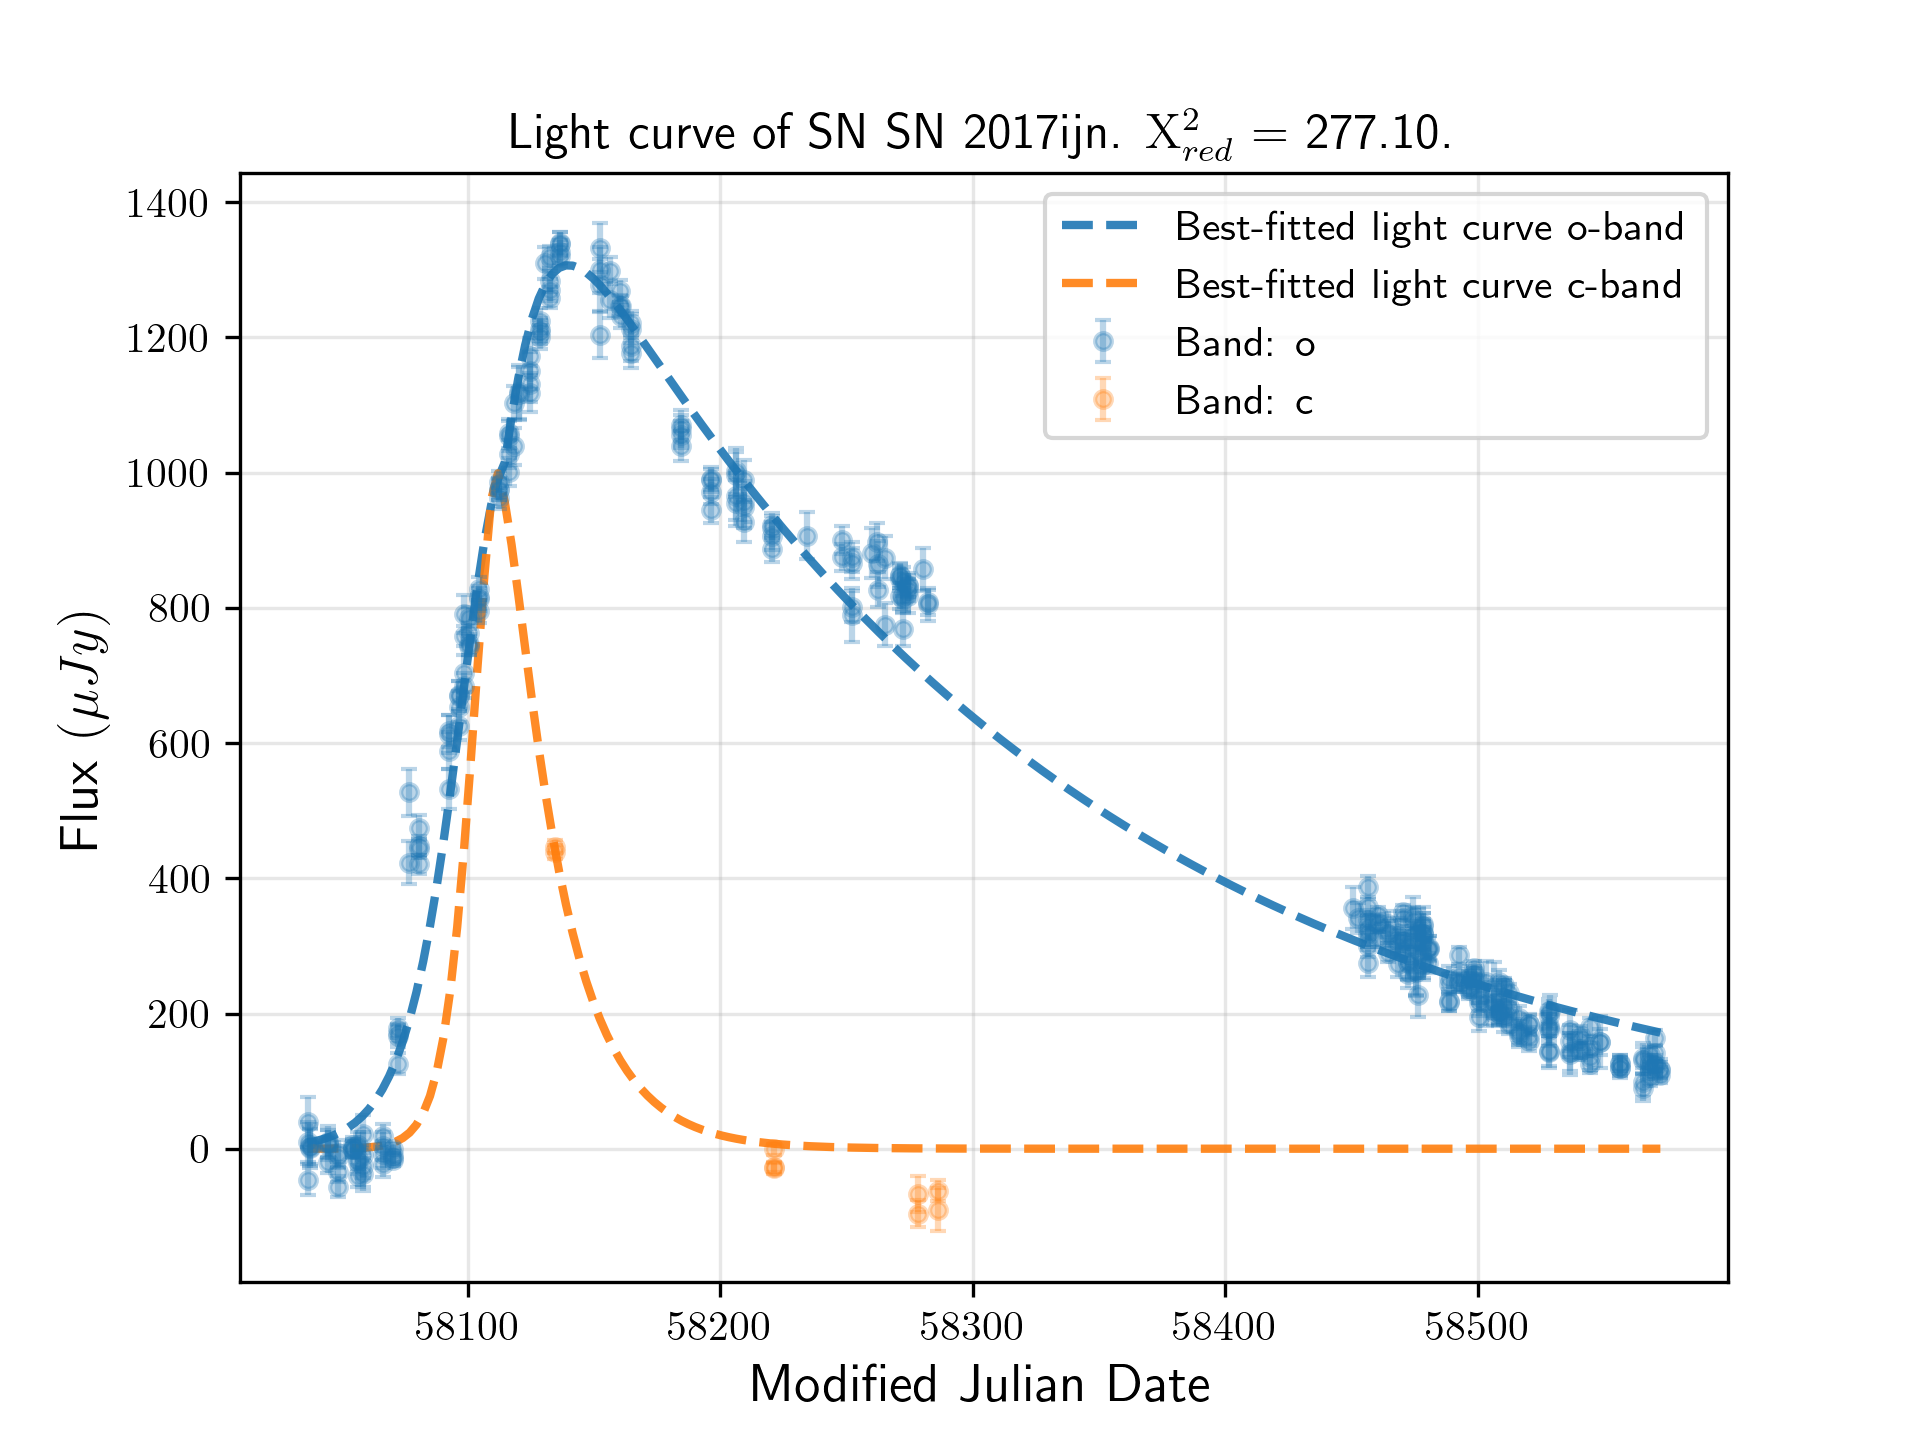 Light curve of SN SN 2017ijn. X²_red = 277.10.
1400
1200
1000
800
600
400
200
0
Flux (μJy)
Best-fitted light curve o-band
Best-fitted light curve c-band
Band: o
Band: c
58100 58200 58300 58400 58500
Modified Julian Date